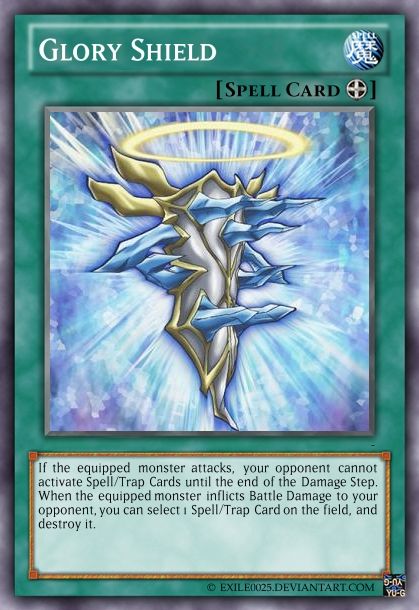 Glory Shield
魔
[Spell Card ]
If the equipped monster attacks, your opponent cannot
activate Spell/Trap Cards until the end of the Damage Step.
When the equipped monster inflicts Battle Damage to your
opponent, you can select 1 Spell/Trap Card on the field, and
destroy it.
© EXILE0025.DEVIANTART.COM